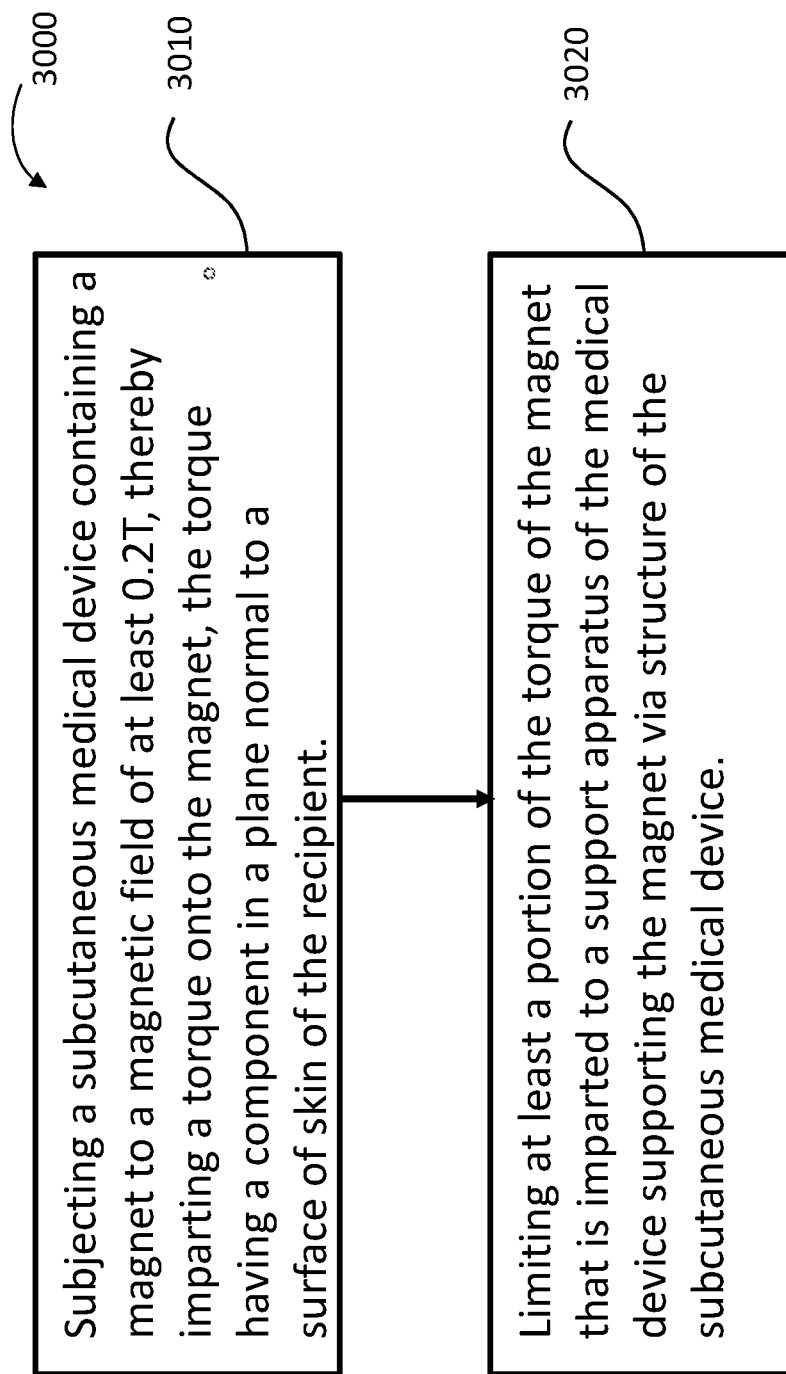 3000
3010
Subjecting a subcutaneous medical device containing a
magnet to a magnetic field of at least 0.2T, thereby
imparting a torque onto the magnet, the torque
having a component in a plane normal to a
surface of skin of the recipient.
3020
Limiting at least a portion of the torque of the magnet
that is imparted to a support apparatus of the medical
device supporting the magnet via structure of the
subcutaneous medical device.